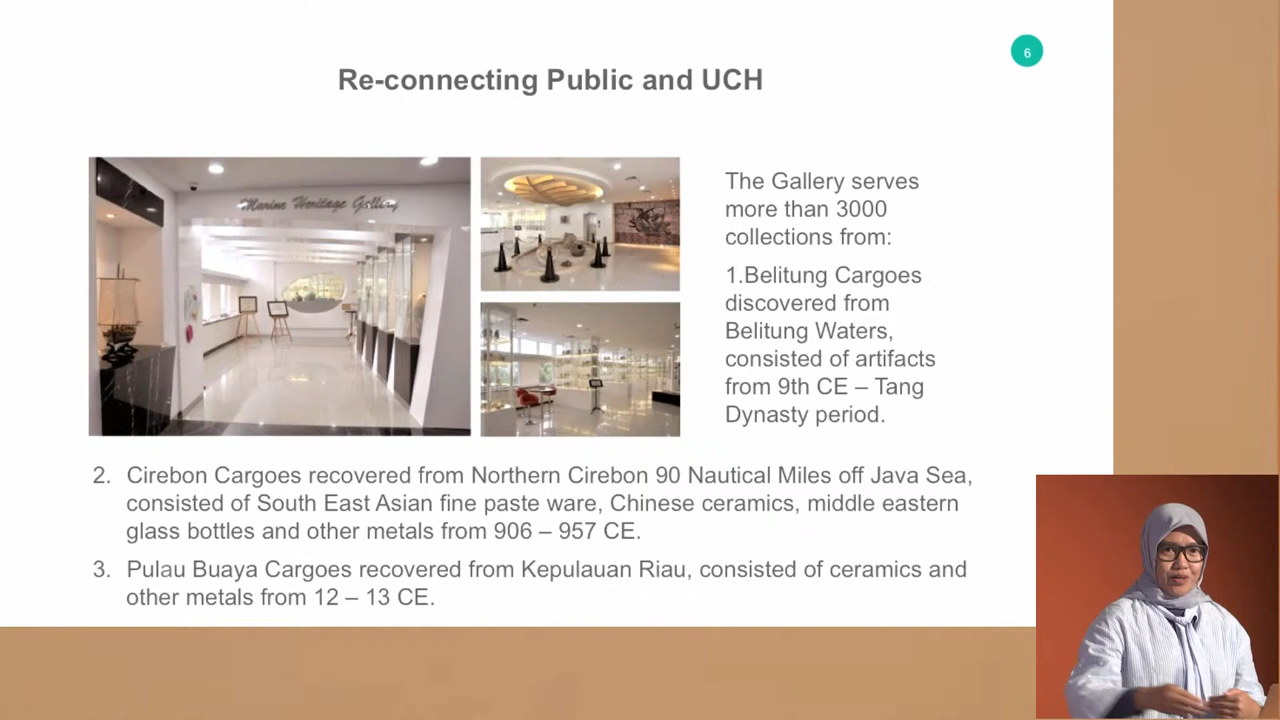 6
Re-connecting Public and UCH
Marine Heritage Gallery
The Gallery serves
more than 3000
collections from:
1.Belitung Cargoes
discovered from
Belitung Waters,
consisted of artifacts
from 9th CE – Tang
Dynasty period.
2. Cirebon Cargoes recovered from Northern Cirebon 90 Nautical Miles off Java Sea,
consisted of South East Asian fine paste ware, Chinese ceramics, middle eastern
glass bottles and other metals from 906 – 957 CE.
3. Pulau Buaya Cargoes recovered from Kepulauan Riau, consisted of ceramics and
other metals from 12 – 13 CE.